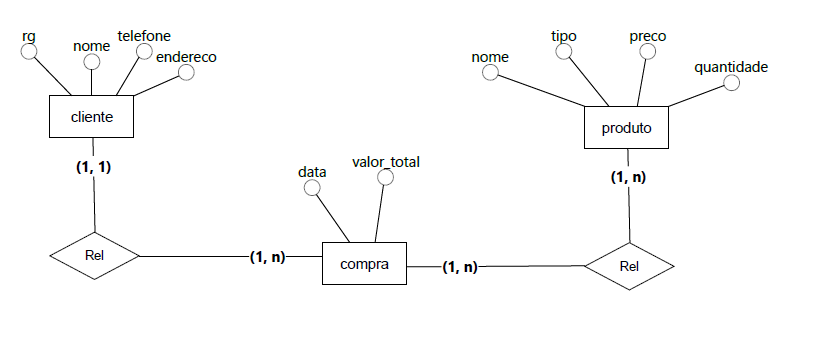 rg
nome
telefone
endereco
cliente
(1, 1)
Rel
(1, n)
data
valor_total
compra
(1, n)
nome
tipo
preco
quantidade
produto
(1, n)
Rel